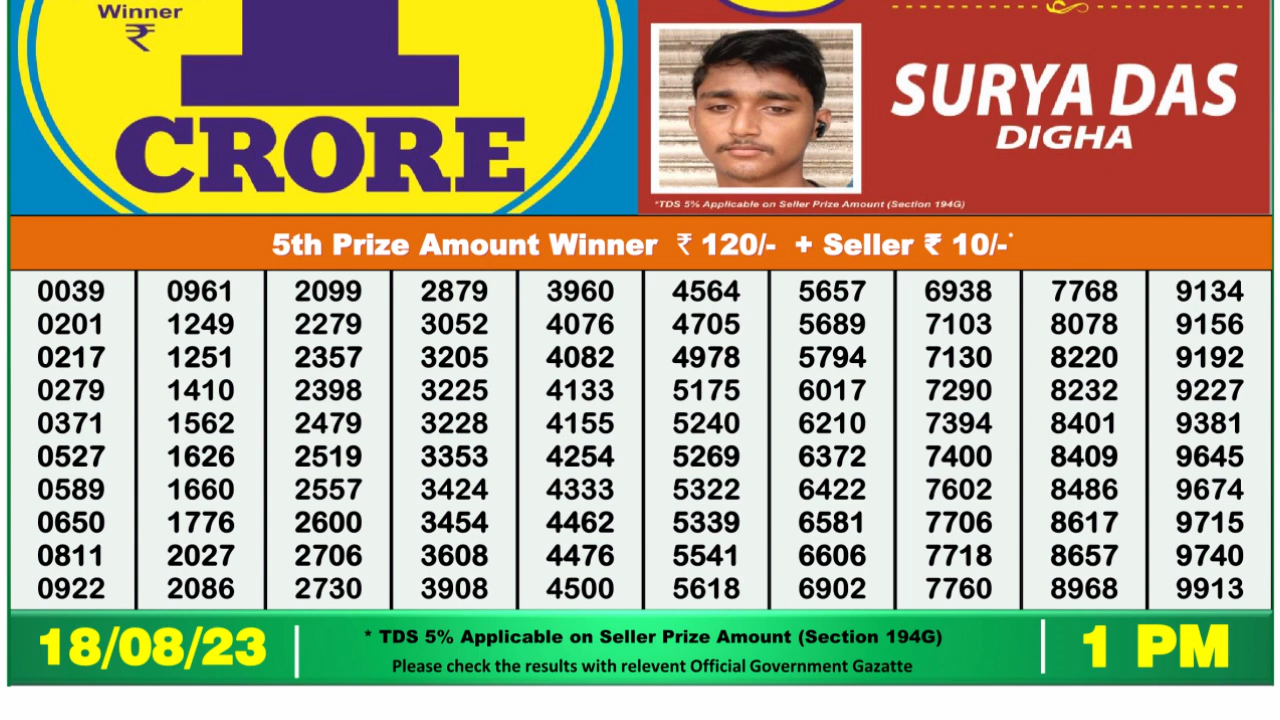 Winner
₹
1
CRORE
SURYA DAS
DIGHA
*TDS 5% Applicable on Seller Prize Amount (Section 194G)
5th Prize Amount Winner ₹ 120/- + Seller ₹ 10/-*
0039 0961 2099 2879 3960 4564 5657 6938 7768 9134
0201 1249 2279 3052 4076 4705 5689 7103 8078 9156
0217 1251 2357 3205 4082 4978 5794 7130 8220 9192
0279 1410 2398 3225 4133 5175 6017 7290 8232 9227
0371 1562 2479 3228 4155 5240 6210 7394 8401 9381
0527 1626 2519 3353 4254 5269 6372 7400 8409 9645
0589 1660 2557 3424 4333 5322 6422 7602 8486 9674
0650 1776 2600 3454 4462 5339 6581 7706 8617 9715
0811 2027 2706 3608 4476 5541 6606 7718 8657 9740
0922 2086 2730 3908 4500 5618 6902 7760 8968 9913
18/08/23
* TDS 5% Applicable on Seller Prize Amount (Section 194G)
Please check the results with relevent Official Government Gazatte
1 PM